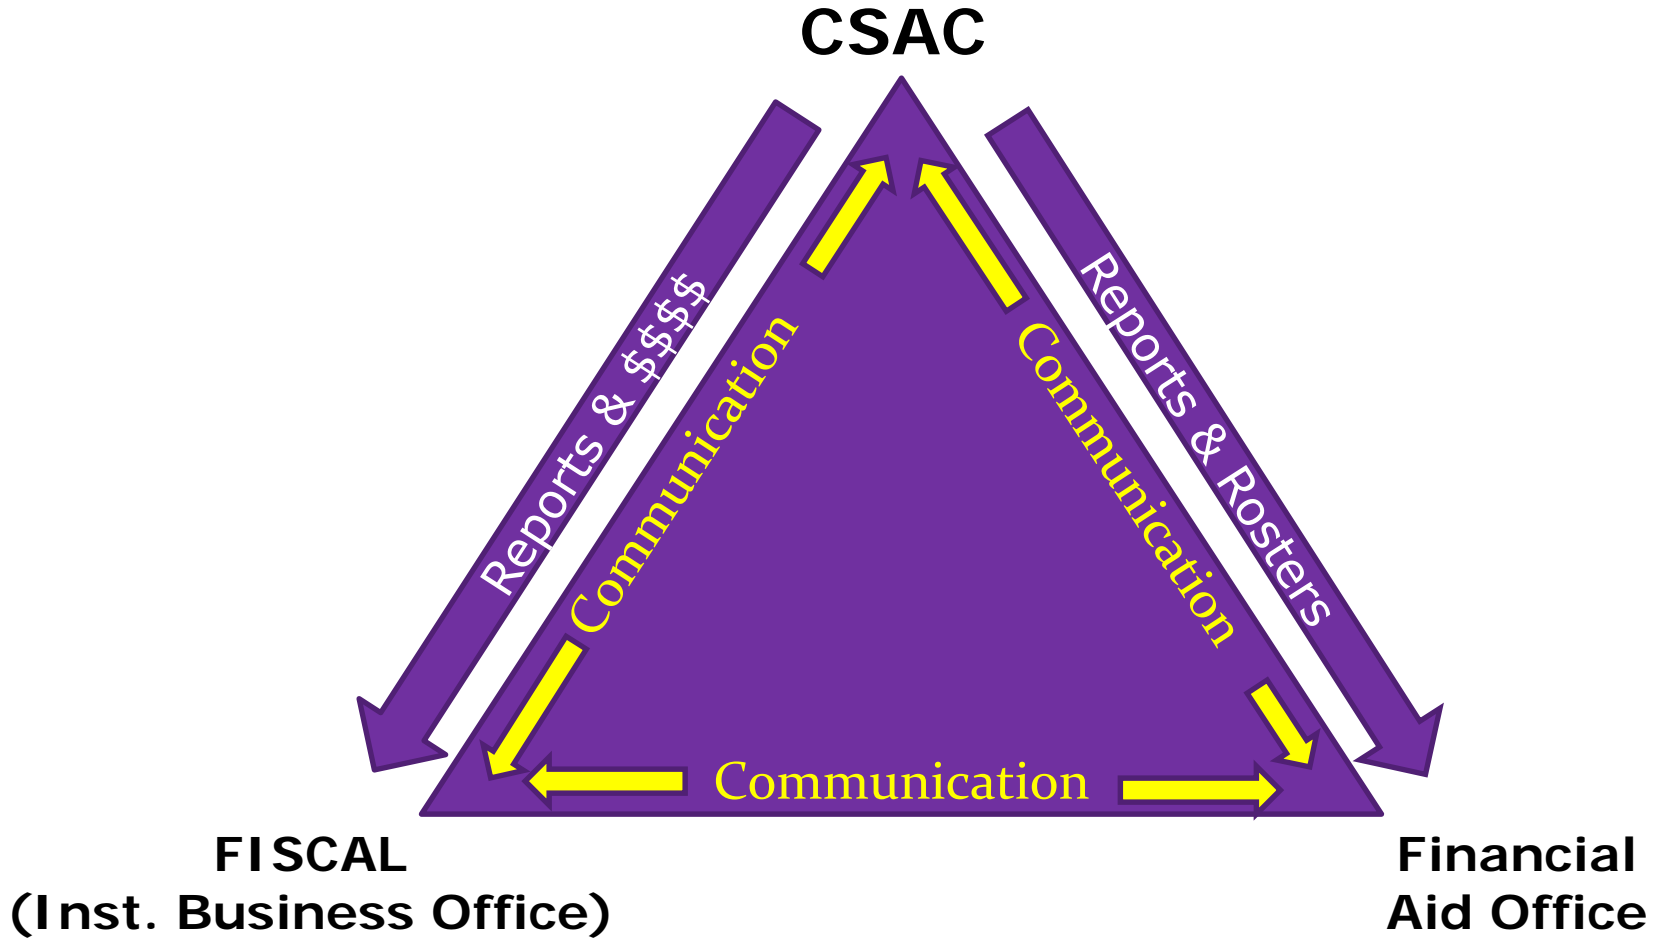 CSAC
Reports & $$$$
Communication
Communication
Reports & Rosters
Communication
FISCAL
(Inst. Business Office)
Financial
Aid Office